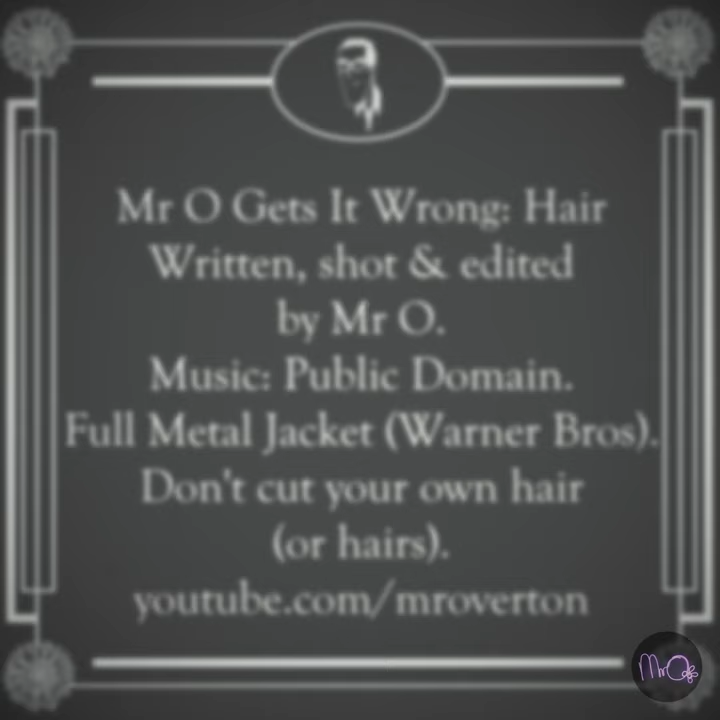 Mr O Gets It Wrong: Hair
Written, shot & edited
by Mr O.
Music: Public Domain.
Full Metal Jacket (Warner Bros).
Don't cut your own hair
(or hairs).
youtube.com/mroverton